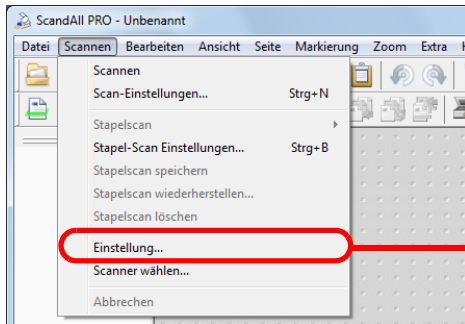 ScandAll PRO - Unbenannt
Datei Scannen Bearbeiten Ansicht Seite Markierung Zoom Extra
Scannen
Scan-Einstellungen... Strg+N
Stapelscan
Stapel-Scan Einstellungen... Strg+B
Stapelscan speichern
Stapelscan wiederherstellen...
Stapelscan löschen
Einstellung...
Scanner wählen...
Abbrechen